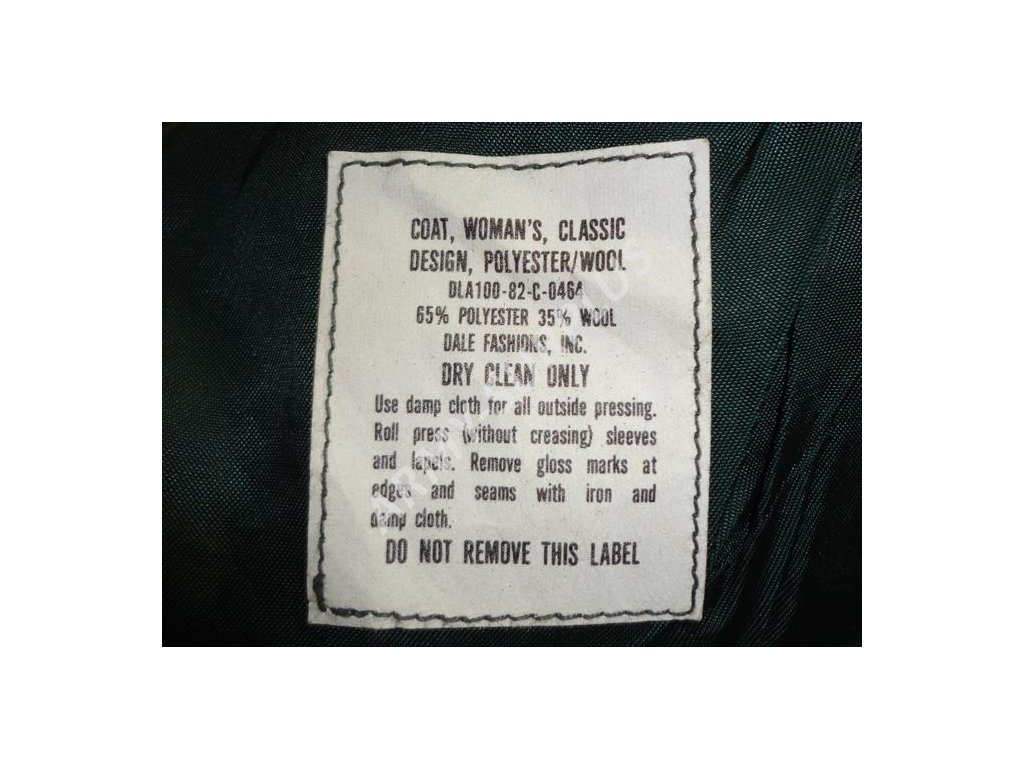 COAT, WOMAN'S, CLASSIC
DESIGN, POLYESTER/WOOL
DLA100-82-C-0464
65% POLYESTER 35% WOOL
DALE FASHIONS, INC.
DRY CLEAN ONLY
Use damp cloth for all outside pressing.
Roll press (without creasing) sleeves
and lapels. Remove gloss marks at
edges and seams with iron and
damp cloth.
DO NOT REMOVE THIS LABEL